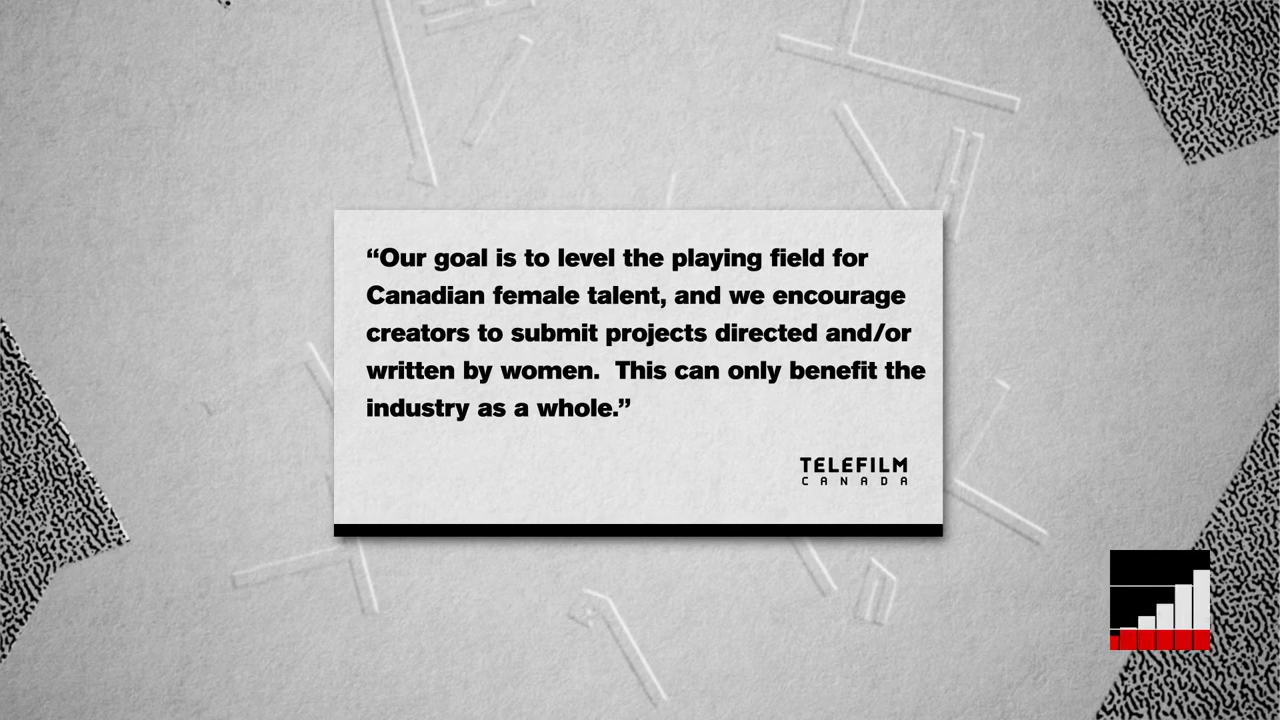 “Our goal is to level the playing field for
Canadian female talent, and we encourage
creators to submit projects directed and/or
written by women.  This can only benefit the
industry as a whole.”
TELEFILM
CANADA